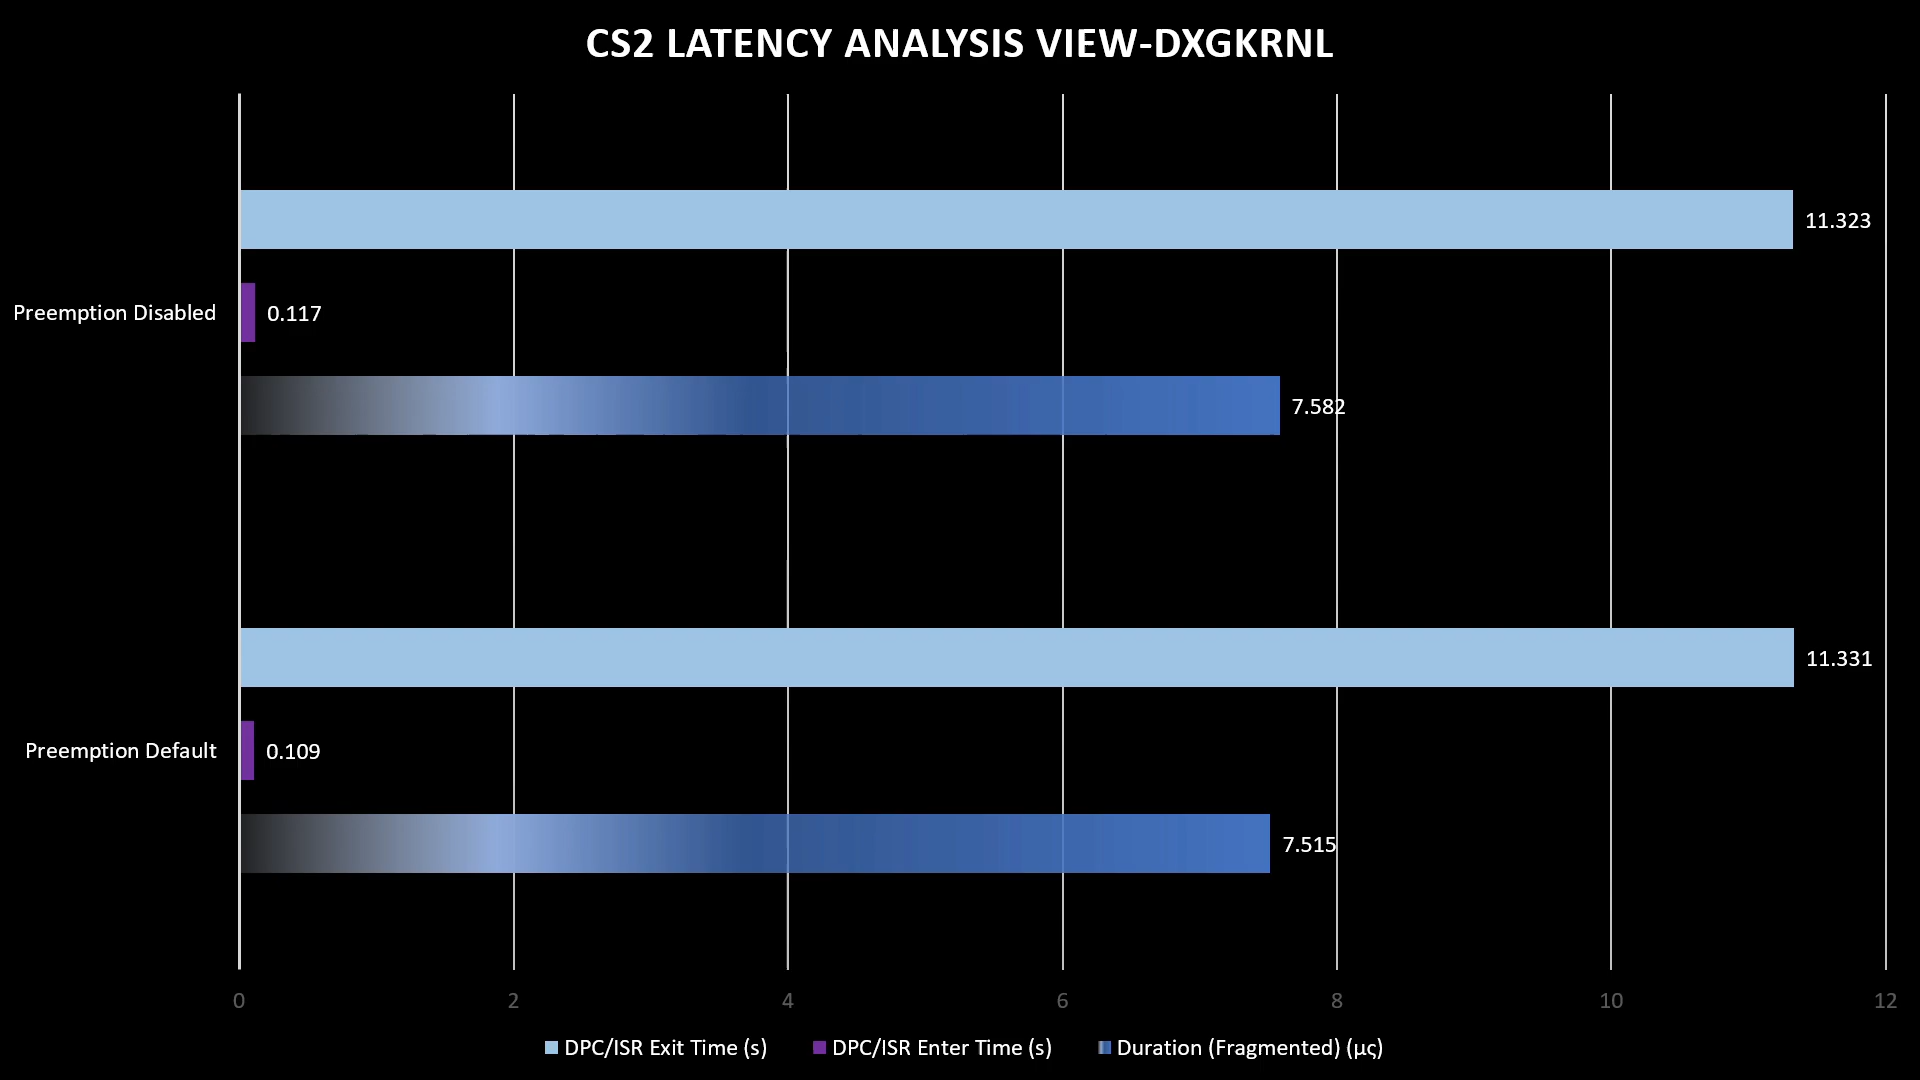 CS2 LATENCY ANALYSIS VIEW-DXGKRNL
11.323
Preemption Disabled
0.117
7.582
11.331
Preemption Default
0.109
7.515
0 2 4 6 8 10 12
DPC/ISR Exit Time (s) DPC/ISR Enter Time (s) Duration (Fragmented) (μς)